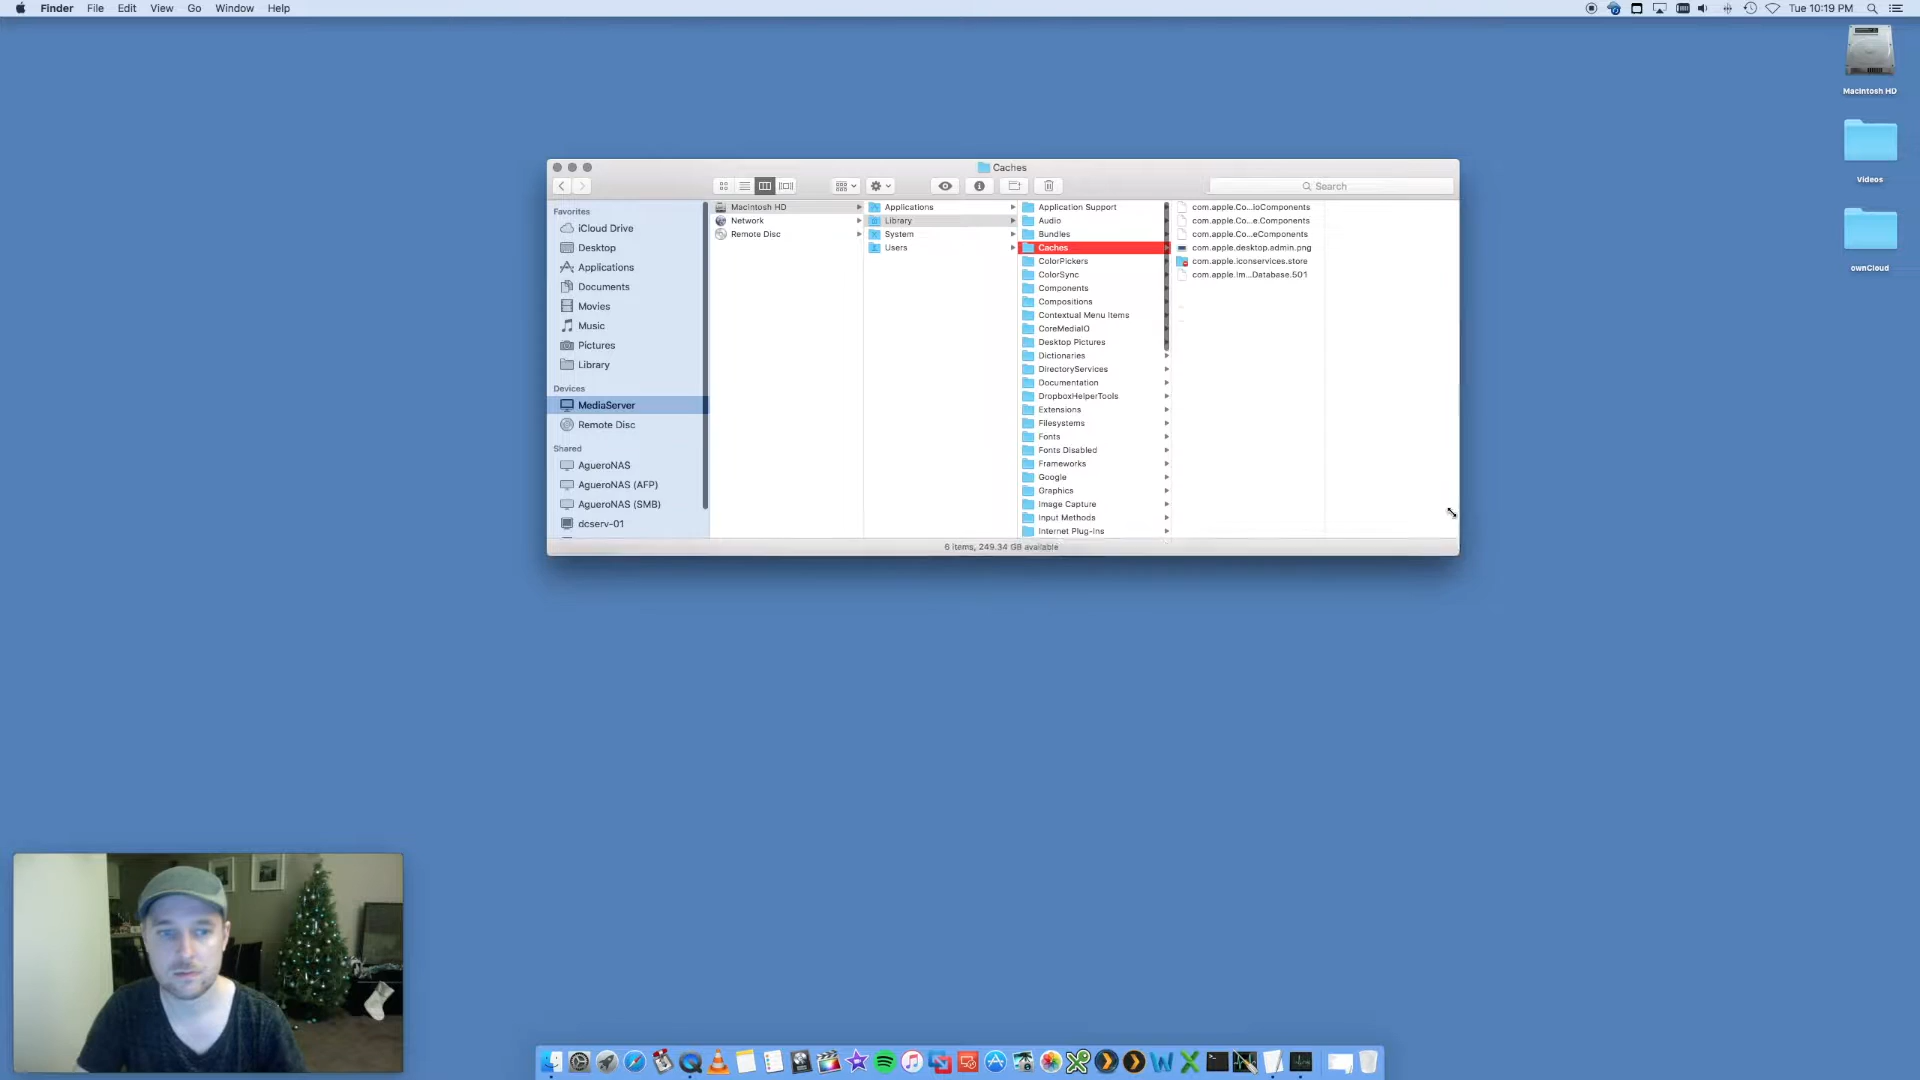 Finder File Edit View Go Window Help
Tue 10:19 PM
Macintosh HD
Videos
ownCloud
Caches
Search
Favorites
iCloud Drive
Desktop
Applications
Documents
Movies
Music
Pictures
Library
Devices
MediaServer
Remote Disc
Shared
AgueroNAS
AgueroNAS (AFP)
AgueroNAS (SMB)
dcserv-01
Macintosh HD
Network
Remote Disc
Applications
Library
System
Users
Application Support
Audio
Bundles
Caches
ColorPickers
ColorSync
Components
Compositions
Contextual Menu Items
CoreMediaIO
Desktop Pictures
Dictionaries
DirectoryServices
Documentation
DropboxHelperTools
Extensions
Filesystems
Fonts
Fonts Disabled
Frameworks
Google
Graphics
Image Capture
Input Methods
Internet Plug-Ins
com.apple.Co...ioComponents
com.apple.Co...e.Components
com.apple.Co...eComponents
com.apple.desktop.admin.png
com.apple.iconservices.store
com.apple.Im...Database.501
6 items, 249.34 GB available